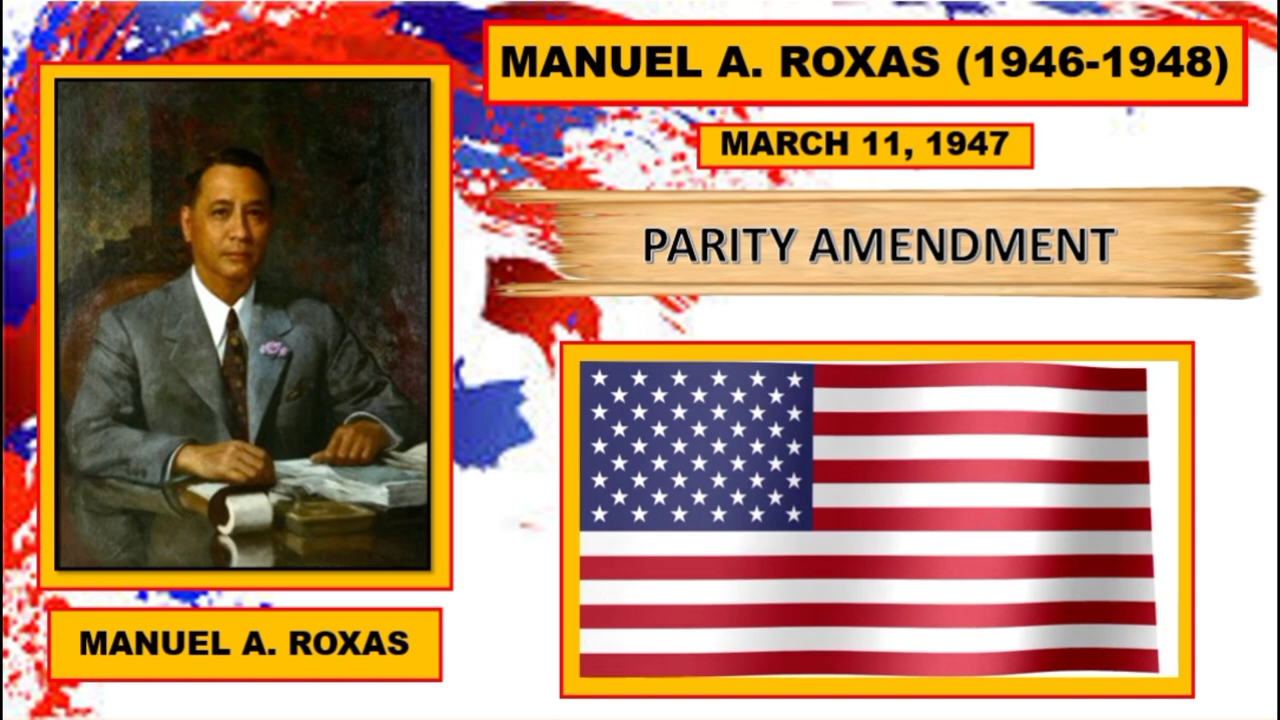 MANUEL A. ROXAS (1946-1948)
MARCH 11, 1947
PARITY AMENDMENT
MANUEL A. ROXAS